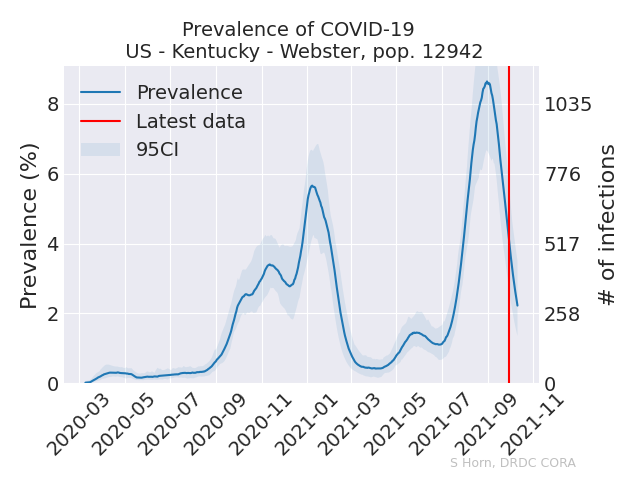 Prevalence of COVID-19
US - Kentucky - Webster, pop. 12942
Prevalence
Latest data
95CI
Prevalence (%)
8
6
4
2
0
1035
776
517
258
0
# of infections
2020-03
2020-05
2020-07
2020-09
2020-11
2021-01
2021-03
2021-05
2021-07
2021-09
2021-11
S Horn, DRDC CORA